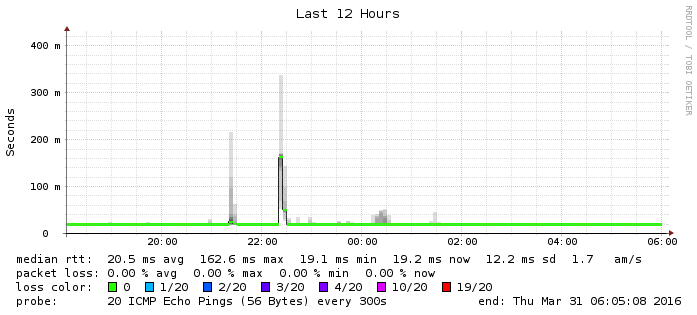 Last 12 Hours
RRDTOOL / TOBI OETIKER
Seconds
400 m
300 m
200 m
100 m
0
20:00 22:00 00:00 02:00 04:00 06:00
median rtt: 20.5 ms avg 162.6 ms max 19.1 ms min 19.2 ms now 12.2 ms sd 1.7 am/s
packet loss: 0.00 % avg 0.00 % max 0.00 % min 0.00 % now
loss color: 0 1/20 2/20 3/20 4/20 10/20 19/20
probe: 20 ICMP Echo Pings (56 Bytes) every 300s end: Thu Mar 31 06:05:08 2016